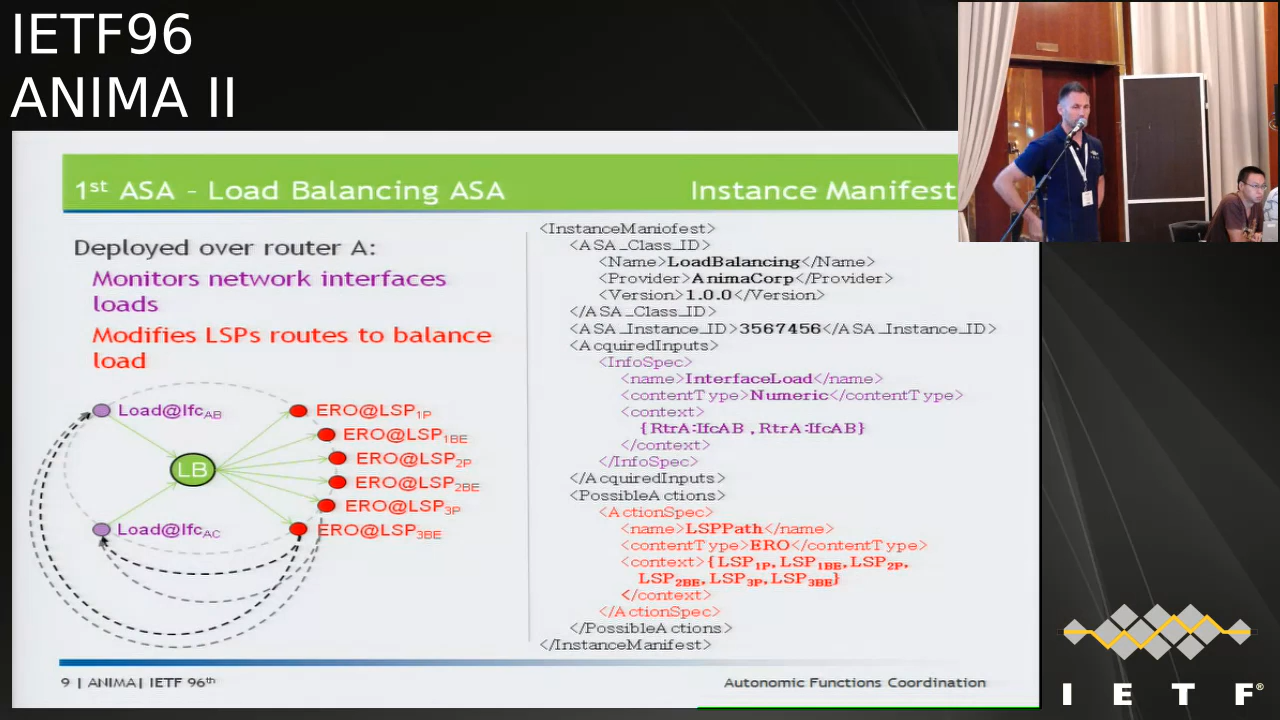 IETF96
ANIMA II
1st ASA – Load Balancing ASA
Instance Manifest
Deployed over router A:
Monitors network interfaces
loads
Modifies LSPs routes to balance
load
Load@IfcAB
Load@IfcAC
LB
ERO@LSP1P
ERO@LSP1BE
ERO@LSP2P
ERO@LSP2BE
ERO@LSP3P
ERO@LSP3BE
<InstanceManiofest>
<ASA_Class_ID>
<Name>LoadBalancing</Name>
<Provider>AnimaCorp</Provider>
<Version>1.0.0</Version>
</ASA_Class_ID>
<ASA_Instance_ID>3567456</ASA_Instance_ID>
<AcquiredInputs>
<InfoSpec>
<name>InterfaceLoad</name>
<contentType>Numeric</contentType>
<context>
{RtrA:IfcAB , RtrA:IfcAB}
</context>
</InfoSpec>
</AcquiredInputs>
<PossibleActions>
<ActionSpec>
<name>LSPPath</name>
<contentType>ERO</contentType>
<context>{LSP1P, LSP1BE, LSP2P,
LSP2BE, LSP3P, LSP3BE}
</context>
</ActionSpec>
</PossibleActions>
</InstanceManifest>
9 | ANIMA| IETF 96th
Autonomic Functions Coordination
I E T F®